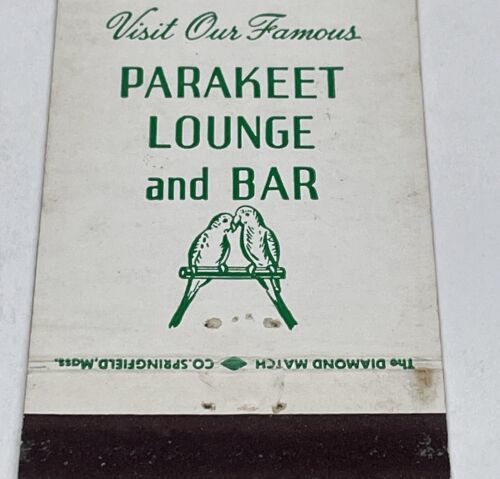 Visit Our Famous
PARAKEET
LOUNGE
and BAR
The DIAMOND MATCH CO. SPRINGFIELD, Mass.